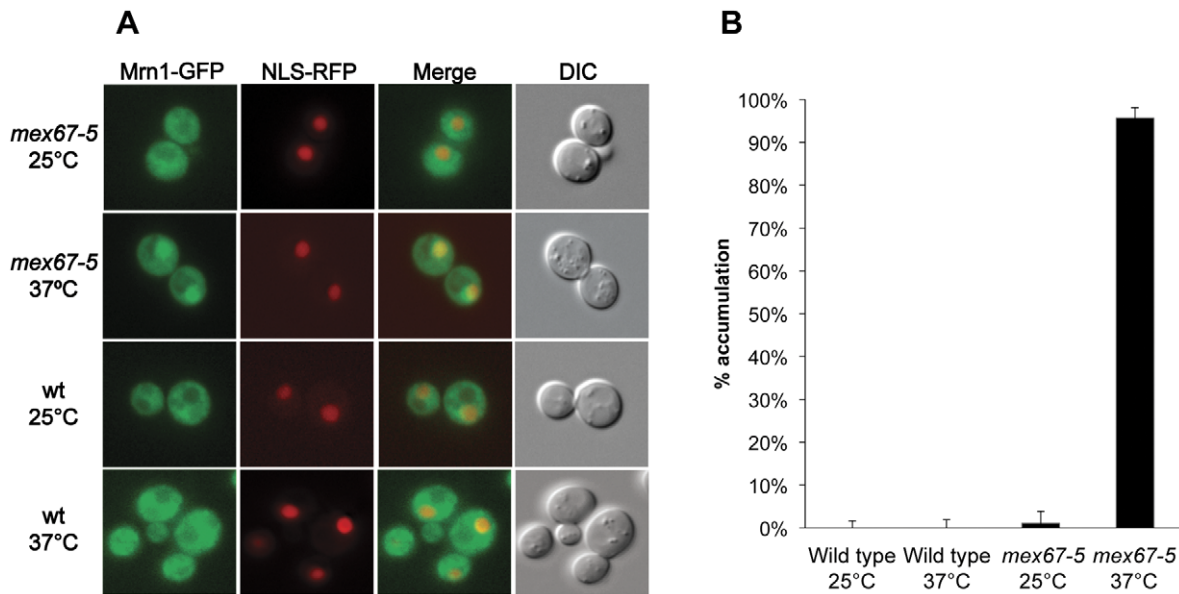 A
Mrn1-GFP NLS-RFP Merge DIC
mex67-5
25°C
mex67-5
37ºC
wt
25°C
wt
37°C
B
% accumulation
100%
90%
80%
70%
60%
50%
40%
30%
20%
10%
0%
Wild type Wild type mex67-5 mex67-5
25°C 37°C 25°C 37°C